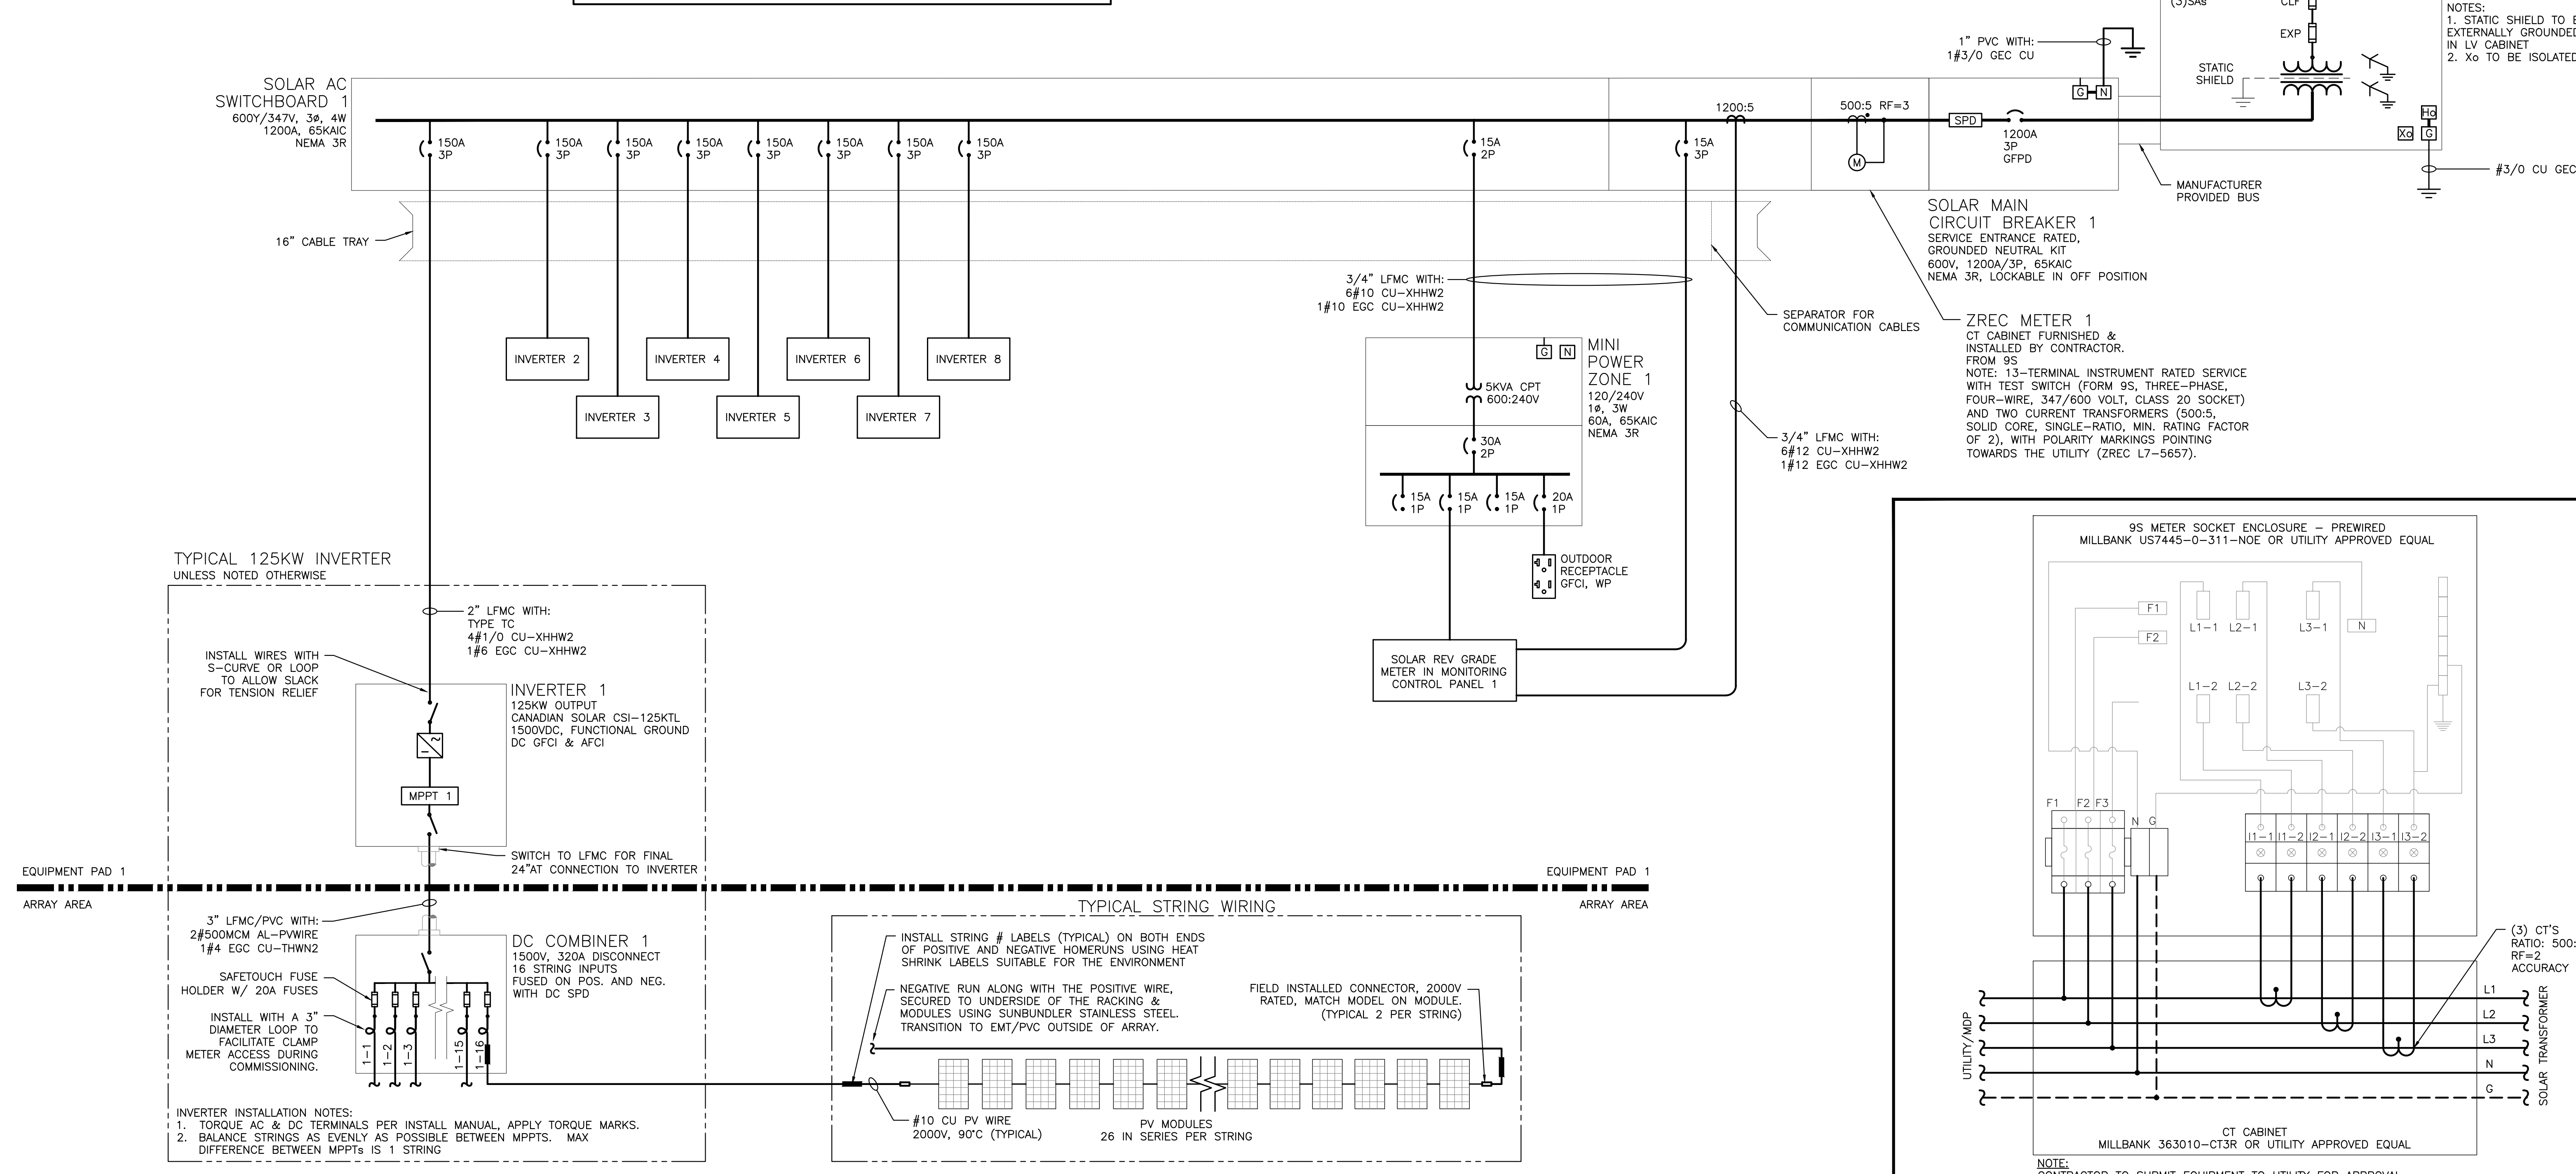 (3)SAs
CLF
EXP
STATIC
SHIELD
NOTES:
1. STATIC SHIELD TO
EXTERNALLY GROUNDED
IN LV CABINET
2. Xo TO BE ISOLATED
Ho
Xo
G
#3/0 CU GEC
1" PVC WITH:
1#3/0 GEC CU
G
N
SOLAR AC
SWITCHBOARD 1
600Y/347V, 3ø, 4W
1200A, 65KAIC
NEMA 3R
150A
3P
150A
3P
150A
3P
150A
3P
150A
3P
150A
3P
150A
3P
150A
3P
15A
2P
15A
3P
1200:5
500:5 RF=3
M
SPD
1200A
3P
GFPD
MANUFACTURER
PROVIDED BUS
16" CABLE TRAY
SOLAR MAIN
CIRCUIT BREAKER 1
SERVICE ENTRANCE RATED,
GROUNDED NEUTRAL KIT
600V, 1200A/3P, 65KAIC
NEMA 3R, LOCKABLE IN OFF POSITION
3/4" LFMC WITH:
6#10 CU-XHHW2
1#10 EGC CU-XHHW2
SEPARATOR FOR
COMMUNICATION CABLES
ZREC METER 1
CT CABINET FURNISHED &
INSTALLED BY CONTRACTOR.
FROM 9S
NOTE: 13-TERMINAL INSTRUMENT RATED SERVICE
WITH TEST SWITCH (FORM 9S, THREE-PHASE,
FOUR-WIRE, 347/600 VOLT, CLASS 20 SOCKET)
AND TWO CURRENT TRANSFORMERS (500:5,
SOLID CORE, SINGLE-RATIO, MIN. RATING FACTOR
OF 2), WITH POLARITY MARKINGS POINTING
TOWARDS THE UTILITY (ZREC L7-5657).
INVERTER 2
INVERTER 4
INVERTER 6
INVERTER 8
INVERTER 3
INVERTER 5
INVERTER 7
G
N
MINI
POWER
ZONE 1
120/240V
1ø, 3W
60A, 65KAIC
NEMA 3R
5KVA CPT
600:240V
30A
2P
15A
1P
15A
1P
15A
1P
20A
1P
3/4" LFMC WITH:
6#12 CU-XHHW2
1#12 EGC CU-XHHW2
OUTDOOR
RECEPTACLE
GFCI, WP
SOLAR REV GRADE
METER IN MONITORING
CONTROL PANEL 1
TYPICAL 125KW INVERTER
UNLESS NOTED OTHERWISE
2" LFMC WITH:
TYPE TC
4#1/0 CU-XHHW2
1#6 EGC CU-XHHW2
INSTALL WIRES WITH
S-CURVE OR LOOP
TO ALLOW SLACK
FOR TENSION RELIEF
INVERTER 1
125KW OUTPUT
CANADIAN SOLAR CSI-125KTL
1500VDC, FUNCTIONAL GROUND
DC GFCI & AFCI
MPPT 1
SWITCH TO LFMC FOR FINAL
24"AT CONNECTION TO INVERTER
EQUIPMENT PAD 1
EQUIPMENT PAD 1
ARRAY AREA
ARRAY AREA
3" LFMC/PVC WITH:
2#500MCM AL-PVWIRE
1#4 EGC CU-THWN2
SAFETOUCH FUSE
HOLDER W/ 20A FUSES
INSTALL WITH A 3"
DIAMETER LOOP TO
FACILITATE CLAMP
METER ACCESS DURING
COMMISSIONING.
DC COMBINER 1
1500V, 320A DISCONNECT
16 STRING INPUTS
FUSED ON POS. AND NEG.
WITH DC SPD
1-1
1-2
1-3
1-15
1-16
INVERTER INSTALLATION NOTES:
1. TORQUE AC & DC TERMINALS PER INSTALL MANUAL, APPLY TORQUE MARKS.
2. BALANCE STRINGS AS EVENLY AS POSSIBLE BETWEEN MPPTS. MAX
DIFFERENCE BETWEEN MPPTs IS 1 STRING
TYPICAL STRING WIRING
INSTALL STRING # LABELS (TYPICAL) ON BOTH ENDS
OF POSITIVE AND NEGATIVE HOMERUNS USING HEAT
SHRINK LABELS SUITABLE FOR THE ENVIRONMENT
NEGATIVE RUN ALONG WITH THE POSITIVE WIRE,
SECURED TO UNDERSIDE OF THE RACKING &
MODULES USING SUNBUNDLER STAINLESS STEEL.
TRANSITION TO EMT/PVC OUTSIDE OF ARRAY.
FIELD INSTALLED CONNECTOR, 2000V
RATED, MATCH MODEL ON MODULE.
(TYPICAL 2 PER STRING)
#10 CU PV WIRE
2000V, 90°C (TYPICAL)
PV MODULES
26 IN SERIES PER STRING
9S METER SOCKET ENCLOSURE - PREWIRED
MILLBANK US7445-0-311-NOE OR UTILITY APPROVED EQUAL
F1
F2
L1-1
L2-1
L3-1
N
L1-2
L2-2
L3-2
F1
F2
F3
N
G
I1-1
I1-2
I2-1
I2-2
I3-1
I3-2
(3) CT'S
RATIO: 500:
RF=2
ACCURACY
UTILITY/MDP
L1
L2
L3
N
G
SOLAR TRANSFORMER
CT CABINET
MILLBANK 363010-CT3R OR UTILITY APPROVED EQUAL
NOTE:
CONTRACTOR TO SUBMIT EQUIPMENT TO UTILITY FOR APPROVAL